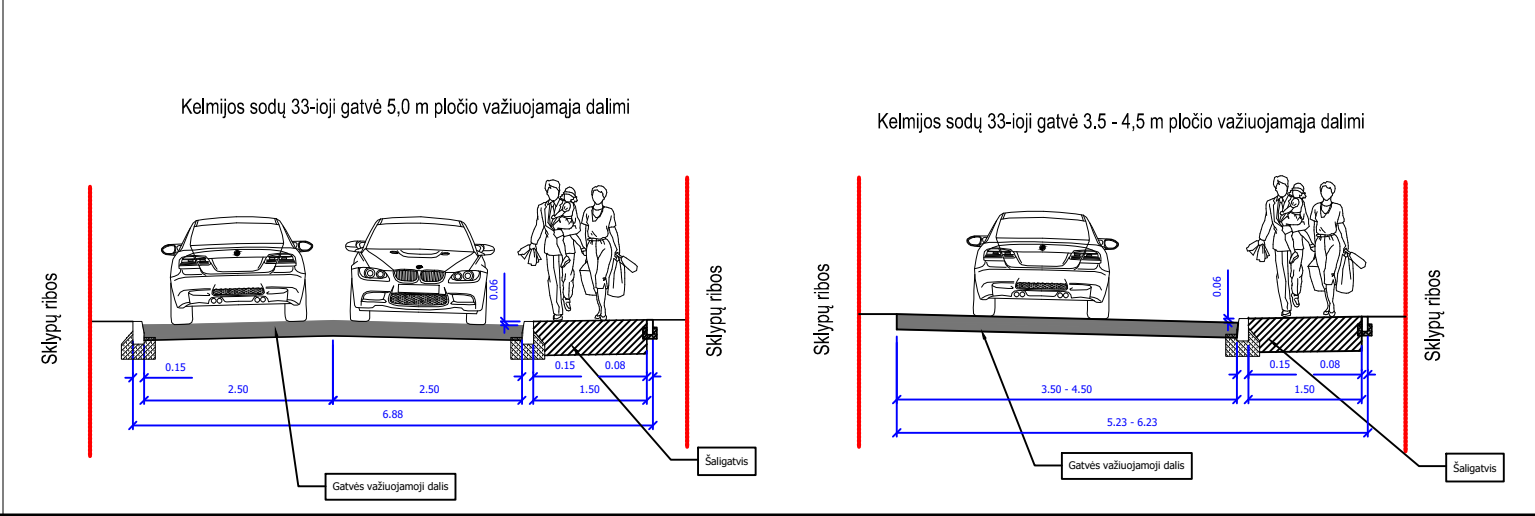 Kelmijos sodų 33-ioji gatvė 5,0 m pločio važiuojamąja dalimi
Sklypų ribos
Sklypų ribos
0.06
0.15
0.15
0.08
2.50
2.50
1.50
6.88
Šaligatvis
Gatvės važiuojamoji dalis
Kelmijos sodų 33-ioji gatvė 3.5 - 4,5 m pločio važiuojamąja dalimi
Sklypų ribos
Sklypų ribos
0.06
0.15
0.08
3.50 - 4.50
1.50
5.23 - 6.23
Gatvės važiuojamoji dalis
Šaligatvis